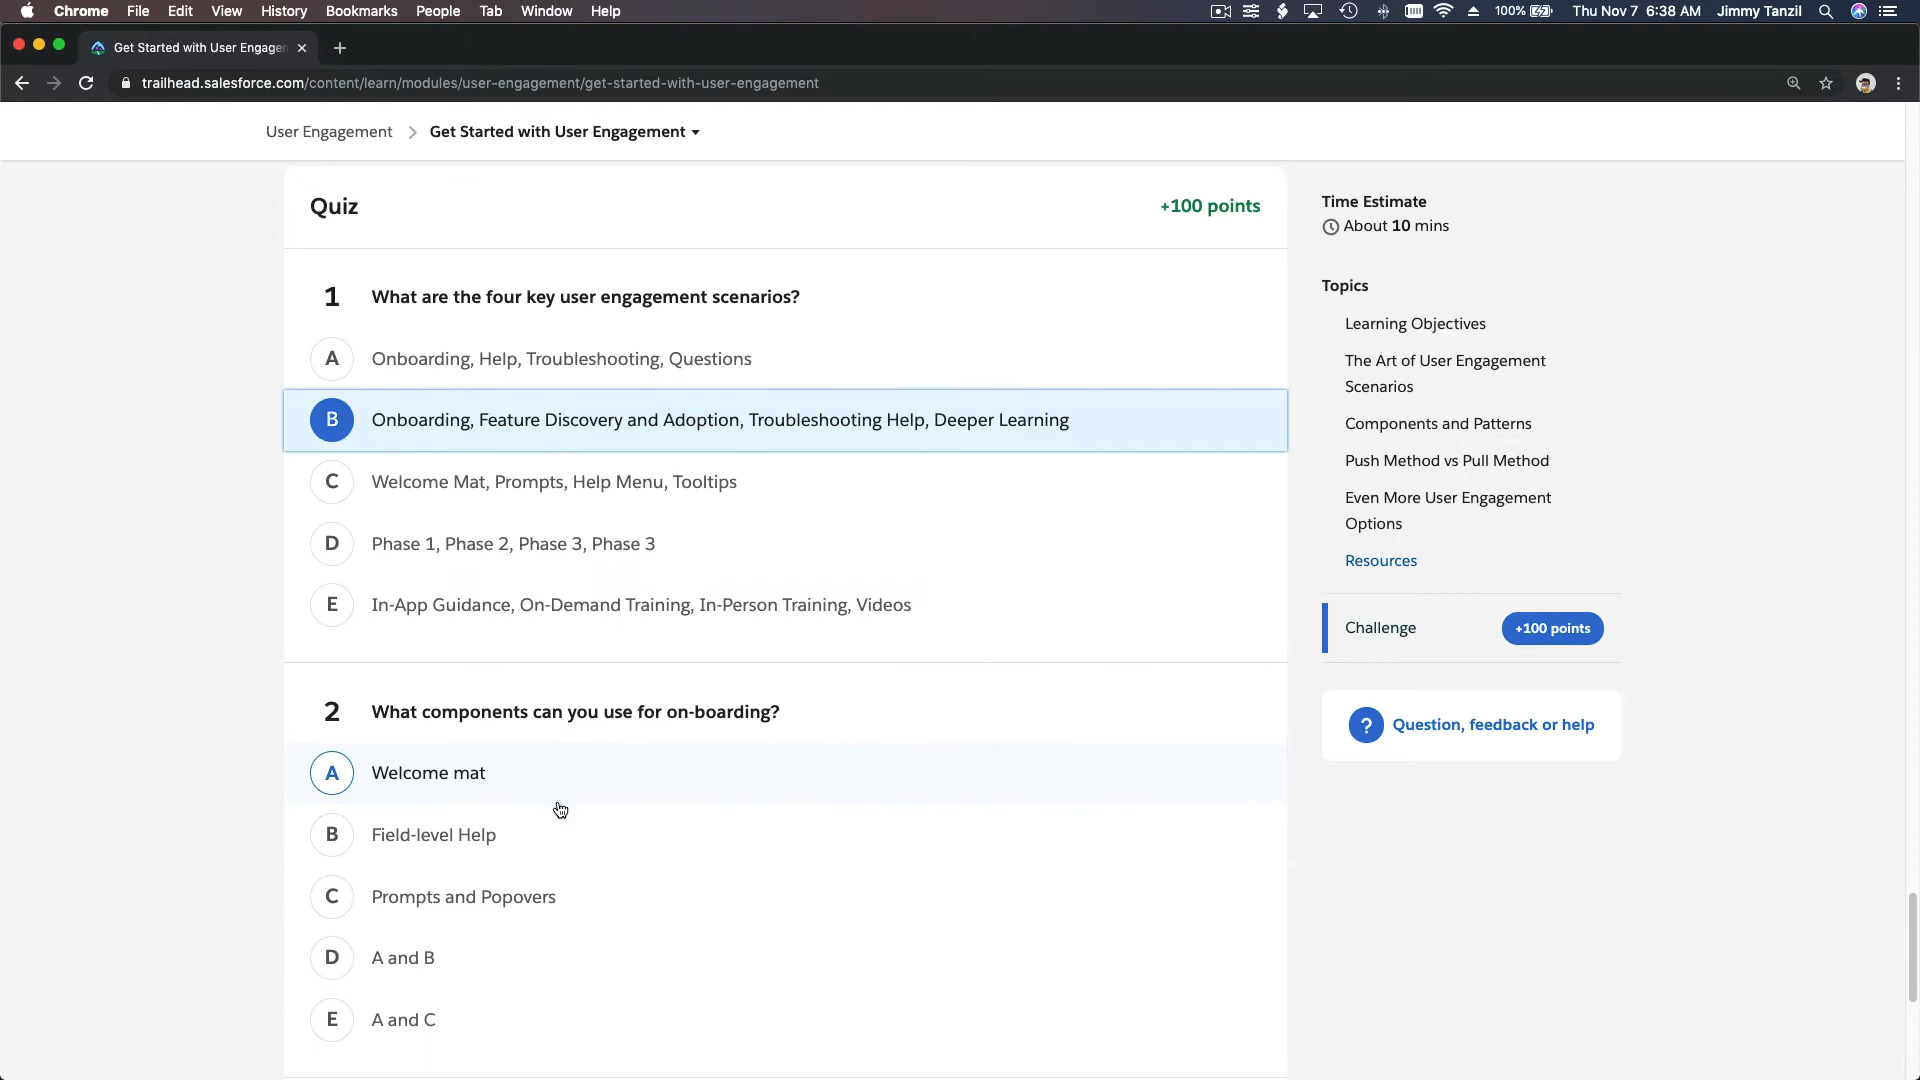 Chrome File Edit View History Bookmarks People Tab Window Help 100% Thu Nov 7 6:38 AM Jimmy Tanzil
Get Started with User Engagen
trailhead.salesforce.com/content/learn/modules/user-engagement/get-started-with-user-engagement
User Engagement > Get Started with User Engagement
Quiz +100 points
1 What are the four key user engagement scenarios?
A Onboarding, Help, Troubleshooting, Questions
B Onboarding, Feature Discovery and Adoption, Troubleshooting Help, Deeper Learning
C Welcome Mat, Prompts, Help Menu, Tooltips
D Phase 1, Phase 2, Phase 3, Phase 3
E In-App Guidance, On-Demand Training, In-Person Training, Videos
2 What components can you use for on-boarding?
A Welcome mat
B Field-level Help
C Prompts and Popovers
D A and B
E A and C
Time Estimate
About 10 mins
Topics
Learning Objectives
The Art of User Engagement
Scenarios
Components and Patterns
Push Method vs Pull Method
Even More User Engagement
Options
Resources
Challenge +100 points
? Question, feedback or help